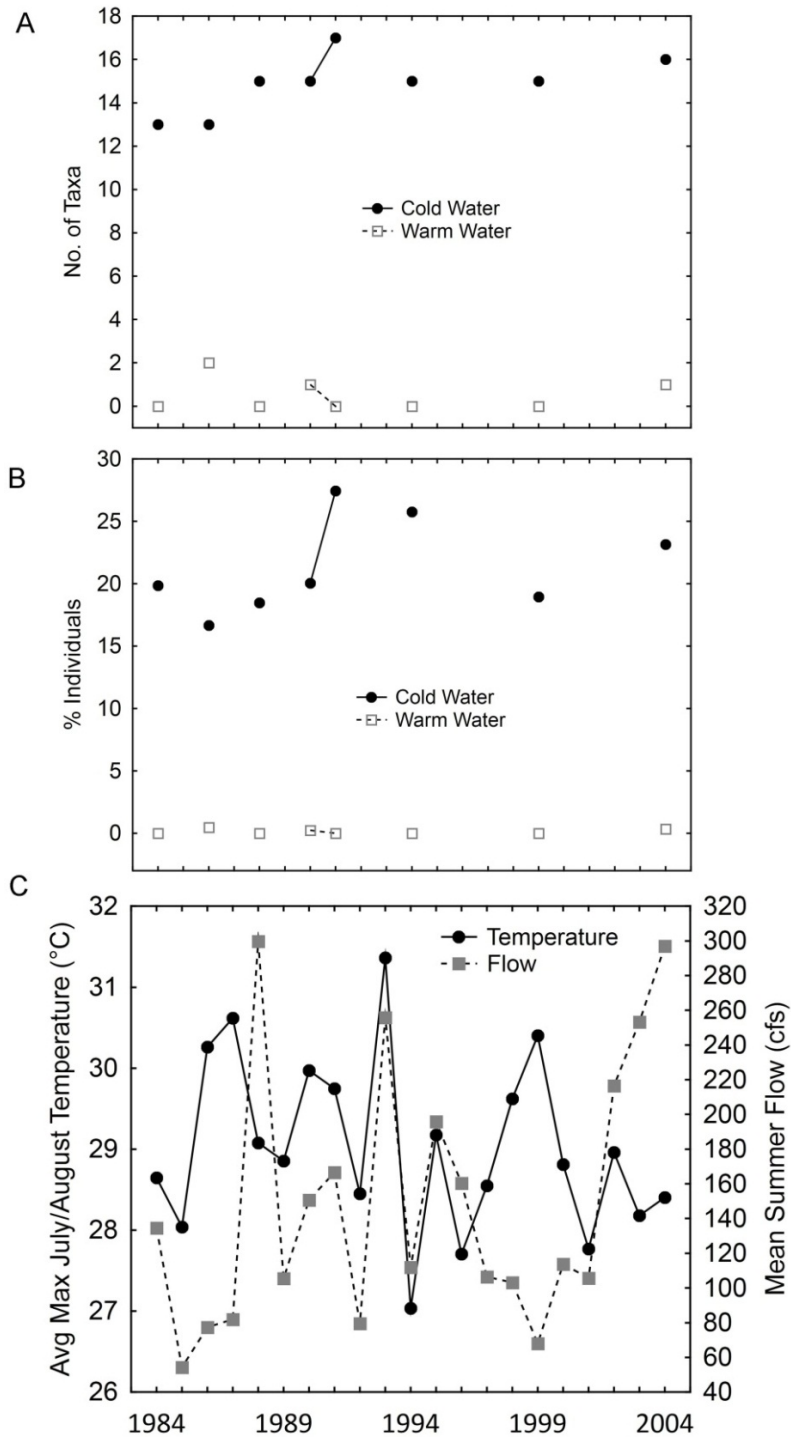 A
18
16
14
12
10
8
6
4
2
0
No. of Taxa
Cold Water
Warm Water
B
30
25
20
15
10
5
0
% Individuals
Cold Water
Warm Water
C
32
31
30
29
28
27
26
Avg Max July/August Temperature (°C)
Temperature
Flow
320
300
280
260
240
220
200
180
160
140
120
100
80
60
40
Mean Summer Flow (cfs)
1984 1989 1994 1999 2004